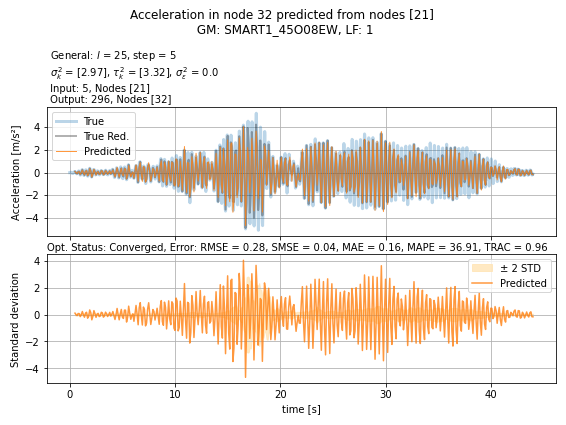 Acceleration in node 32 predicted from nodes [21]
GM: SMART1_45O08EW, LF: 1
General: l = 25, step = 5
σ²ₖ = [2.97], τ²ₖ = [3.32], σ²ε = 0.0
Input: 5, Nodes [21]
Output: 296, Nodes [32]
Acceleration [m/s²]
4
2
0
−2
−4
True
True Red.
Predicted
Opt. Status: Converged, Error: RMSE = 0.28, SMSE = 0.04, MAE = 0.16, MAPE = 36.91, TRAC = 0.96
Standard deviation
4
2
0
−2
−4
± 2 STD
Predicted
0 10 20 30 40
time [s]